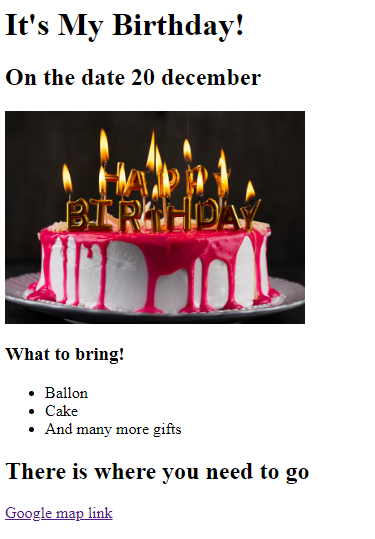 It's My Birthday!
On the date 20 december
HAPPY
BIRTHDAY
What to bring!
Ballon
Cake
And many more gifts
There is where you need to go
Google map link